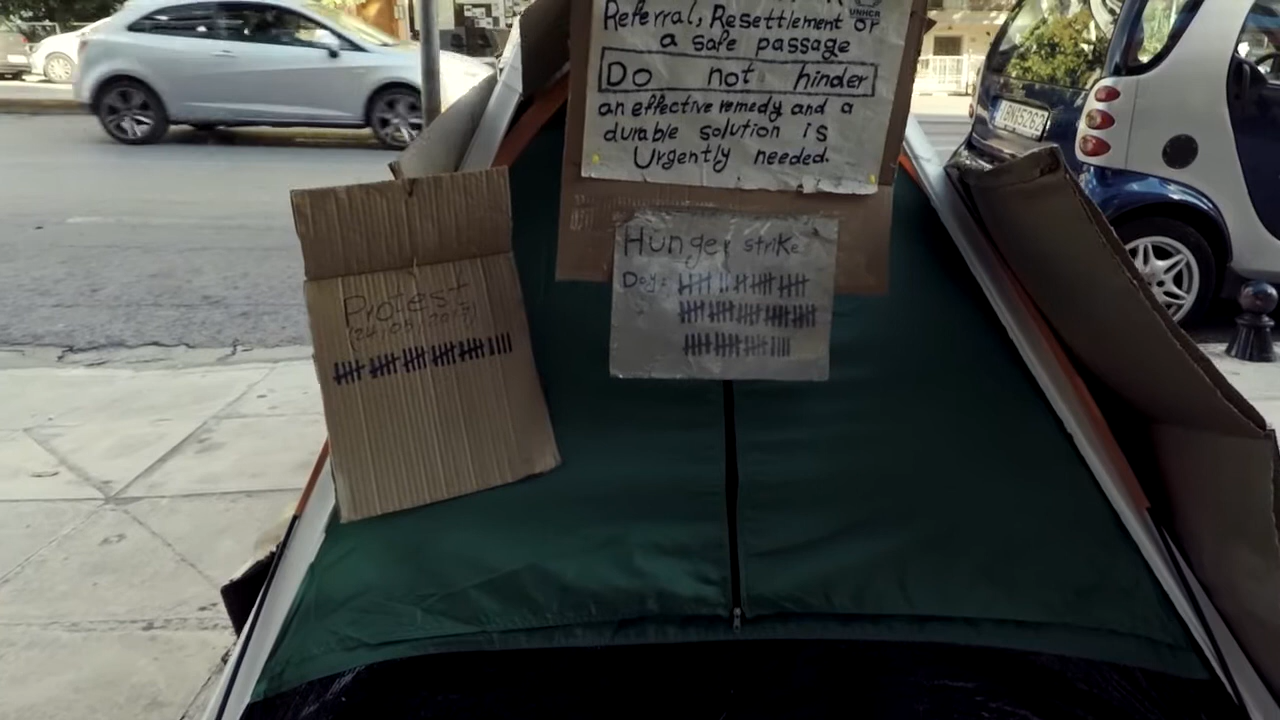 Referral, Resettlement or
UNHCR
a safe passage
Do not hinder
an effective remedy and a
durable solution is
Urgently needed.
Hunger strike
Day:
Protest